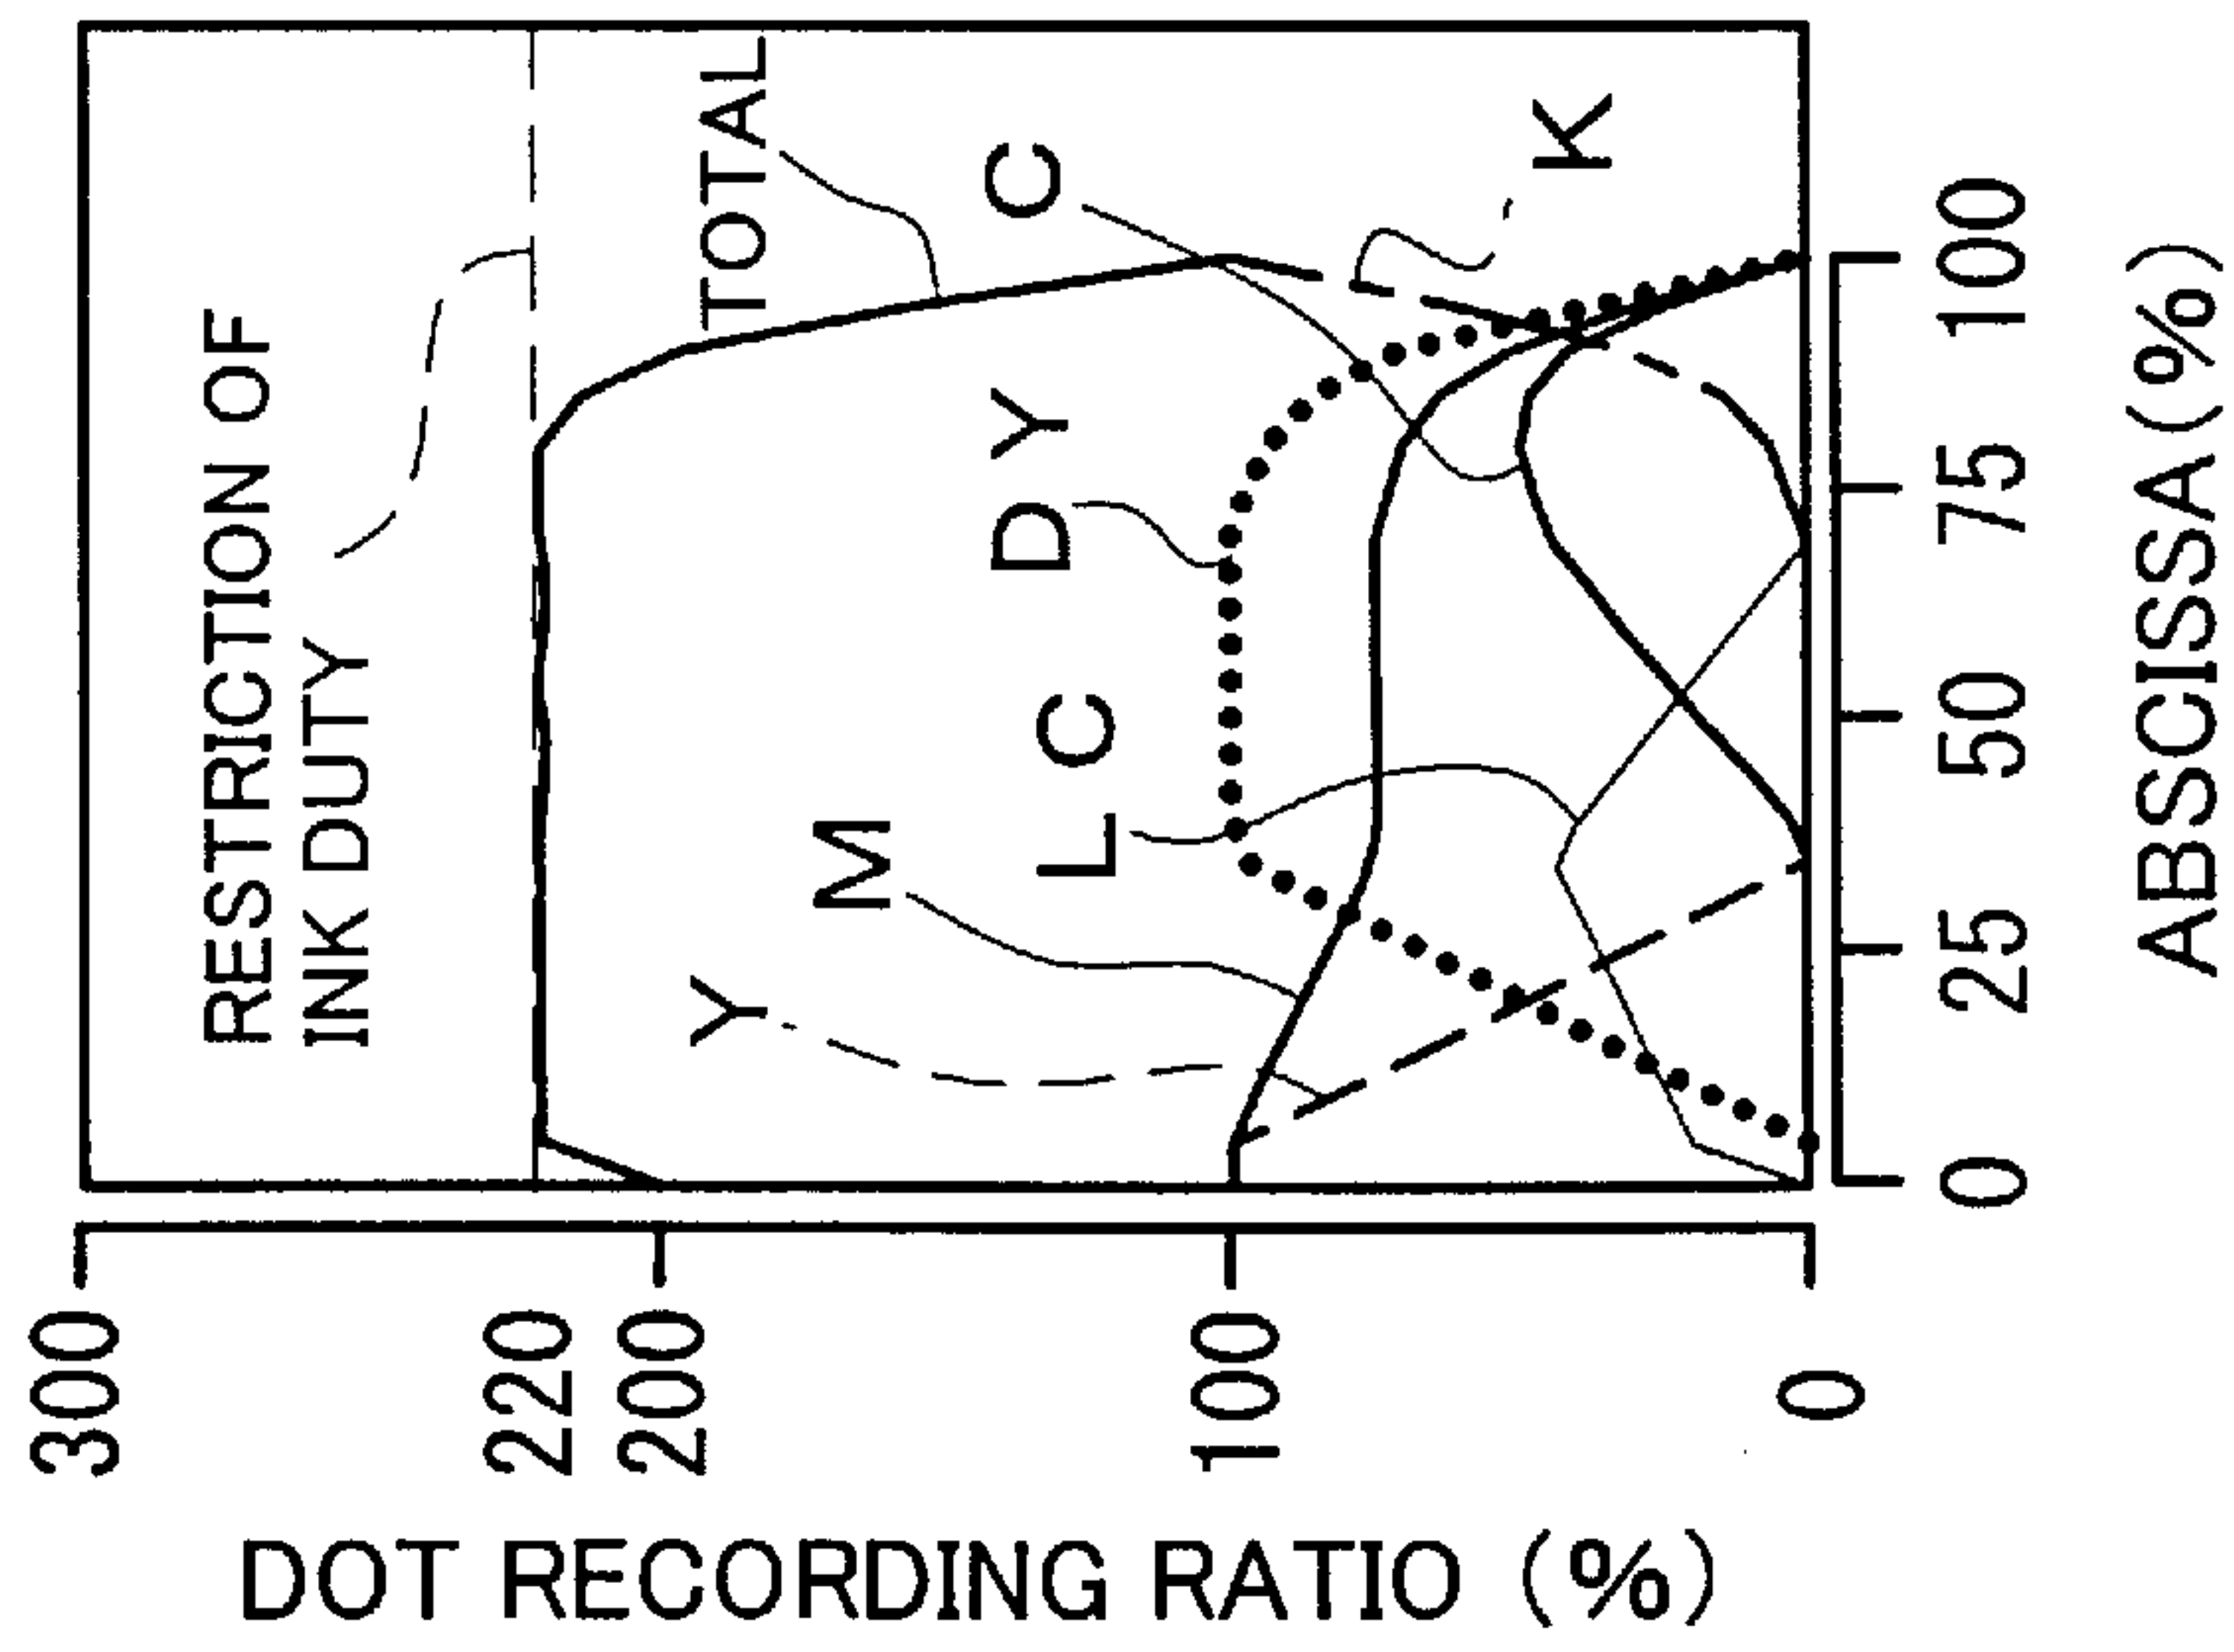 DOT RECORDING RATIO (%)
300
220
200
100
0
RESTRICTION OF
INK DUTY
TOTAL
Y
M
LC
DY
C
K
0
25
50
75
100
ABSCISSA (%)